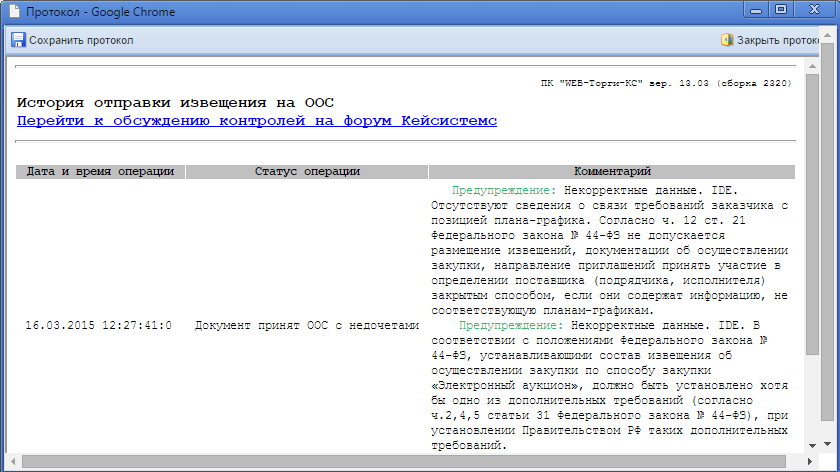 Протокол - Google Chrome
Сохранить протокол
Закрыть проток
ПК "WEB-Торги-КС" вер. 13.03 (сборка 2320)
История отправки извещения на ООС
Перейти к обсуждению контролей на форум Кейсистемс
Дата и время операции Статус операции Комментарий
Предупреждение: Некорректные данные. IDE.
Отсутствуют сведения о связи требований заказчика с
позицией плана-графика. Согласно ч. 12 ст. 21
Федерального закона № 44-ФЗ не допускается
размещение извещений, документации об осуществлении
закупки, направление приглашений принять участие в
определении поставщика (подрядчика, исполнителя)
закрытым способом, если они содержат информацию, не
соответствующую планам-графикам.
16.03.2015 12:27:41:0 Документ принят ООС с недочетами Предупреждение: Некорректные данные. IDE. В
соответствии с положениями Федерального закона №
44-ФЗ, устанавливающими состав извещения об
осуществлении закупки по способу закупки
«Электронный аукцион», должно быть установлено хотя
бы одно из дополнительных требований (согласно
ч.2,4,5 статьи 31 Федерального закона № 44-ФЗ), при
установлении Правительством РФ таких дополнительных
требований.